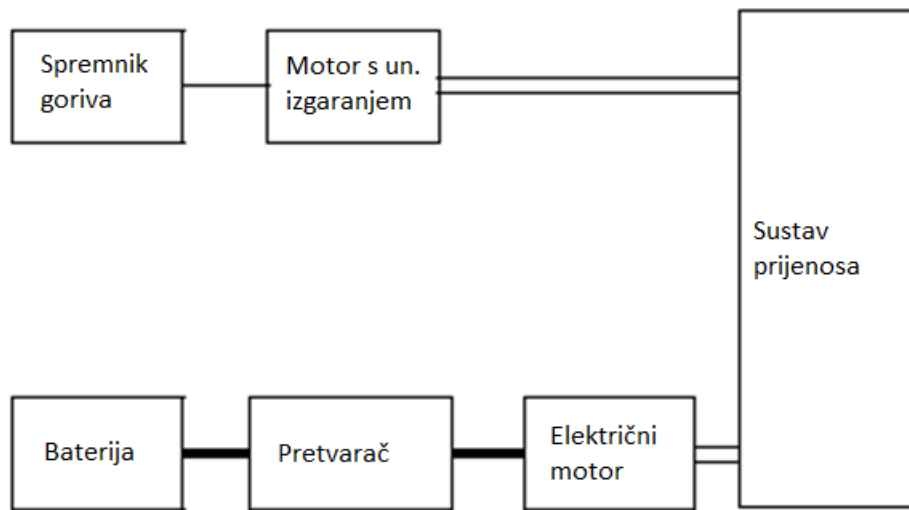 Spremnik
goriva
Motor s un.
izgaranjem
Sustav
prijenosa
Baterija
Pretvarač
Električni
motor